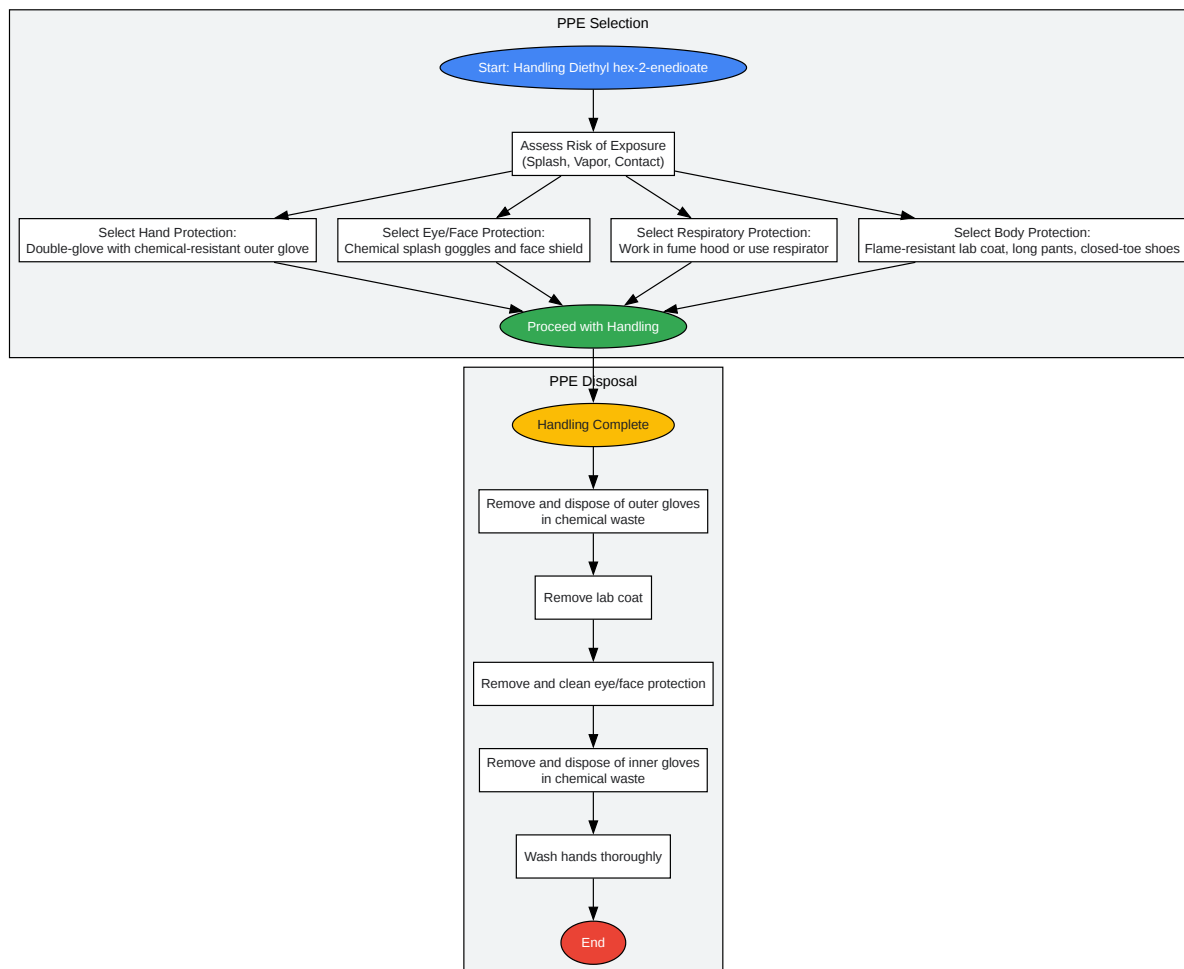 PPE Selection
Start: Handling Diethyl hex-2-enedioate
Assess Risk of Exposure
(Splash, Vapor, Contact)
Select Hand Protection:
Double-glove with chemical-resistant outer glove
Select Eye/Face Protection:
Chemical splash goggles and face shield
Select Respiratory Protection:
Work in fume hood or use respirator
Select Body Protection:
Flame-resistant lab coat, long pants, closed-toe shoes
Proceed with Handling
PPE Disposal
Handling Complete
Remove and dispose of outer gloves
in chemical waste
Remove lab coat
Remove and clean eye/face protection
Remove and dispose of inner gloves
in chemical waste
Wash hands thoroughly
End